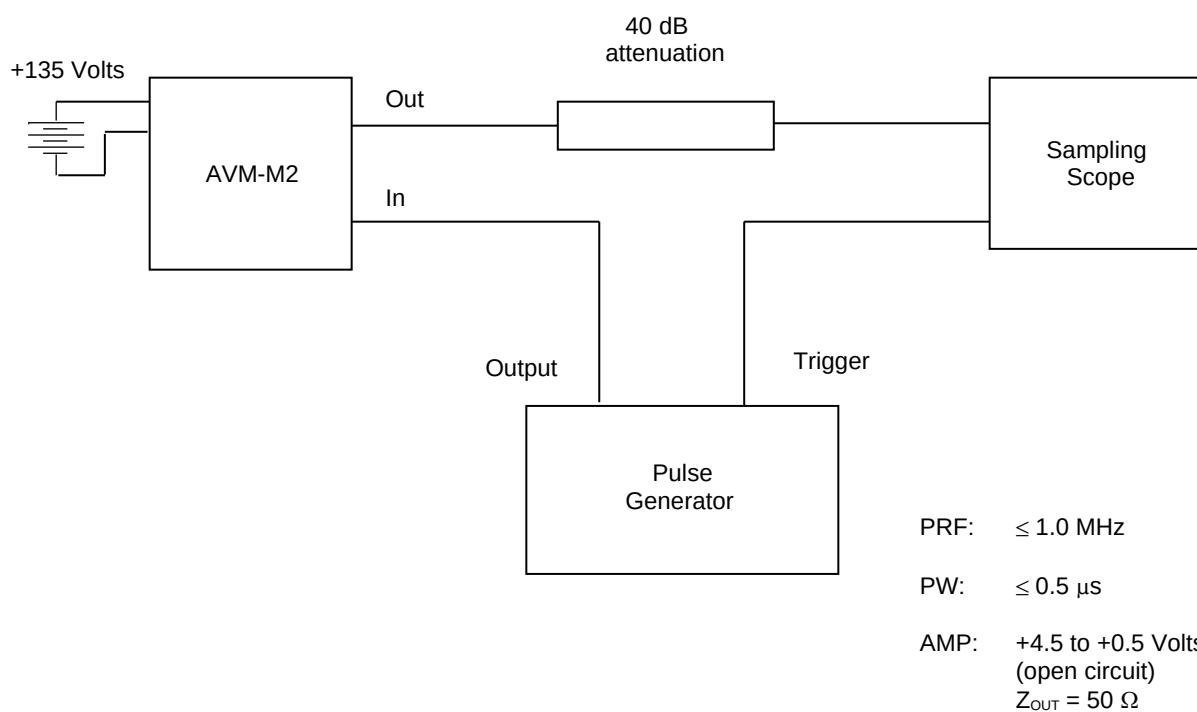 40 dB
attenuation
+135 Volts
Out
AVM-M2
In
Sampling
Scope
Output
Trigger
Pulse
Generator
PRF: ≤ 1.0 MHz
PW: ≤ 0.5 μs
AMP: +4.5 to +0.5 Volts
(open circuit)
ZOUT = 50 Ω